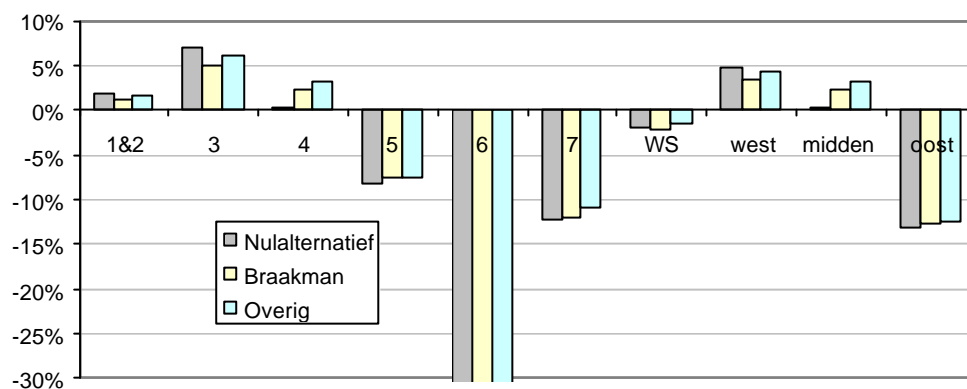 10%
5%
0%
1&2 3 4 5 6 7 WS west midden oost
-5%
-10%
-15%
Nulalternatief
-20%
Braakman
Overig
-25%
-30%